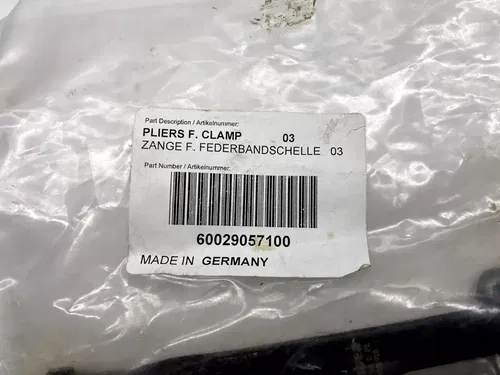 Part Description / Artikelnummer:
PLIERS F. CLAMP 03
ZANGE F. FEDERBANDSCHELLE 03
Part Number / Artikelnummer:
60029057100
MADE IN GERMANY